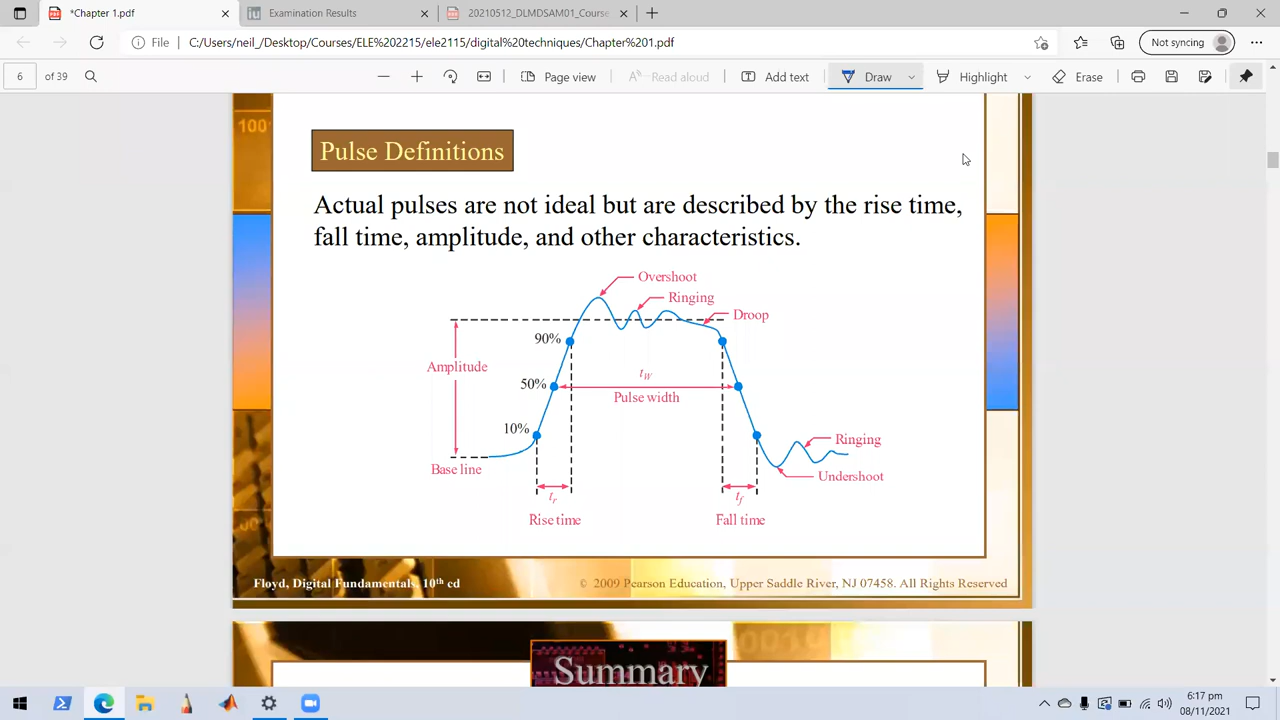 *Chapter 1.pdf
Examination Results
20210512_DLMDSAM01_Course
File
C:/Users/neil_/Desktop/Courses/ELE%202215/ele2115/digital%20techniques/Chapter%201.pdf
Not syncing
6 of 39
Page view
Read aloud
Add text
Draw
Highlight
Erase
1001
Pulse Definitions
Actual pulses are not ideal but are described by the rise time,
fall time, amplitude, and other characteristics.
Overshoot
Ringing
Droop
90%
Amplitude
tW
50%
Pulse width
10%
Ringing
Base line
Undershoot
tr
tf
Rise time
Fall time
Floyd, Digital Fundamentals, 10th ed
© 2009 Pearson Education, Upper Saddle River, NJ 07458. All Rights Reserved
Summary
6:17 pm
08/11/2021